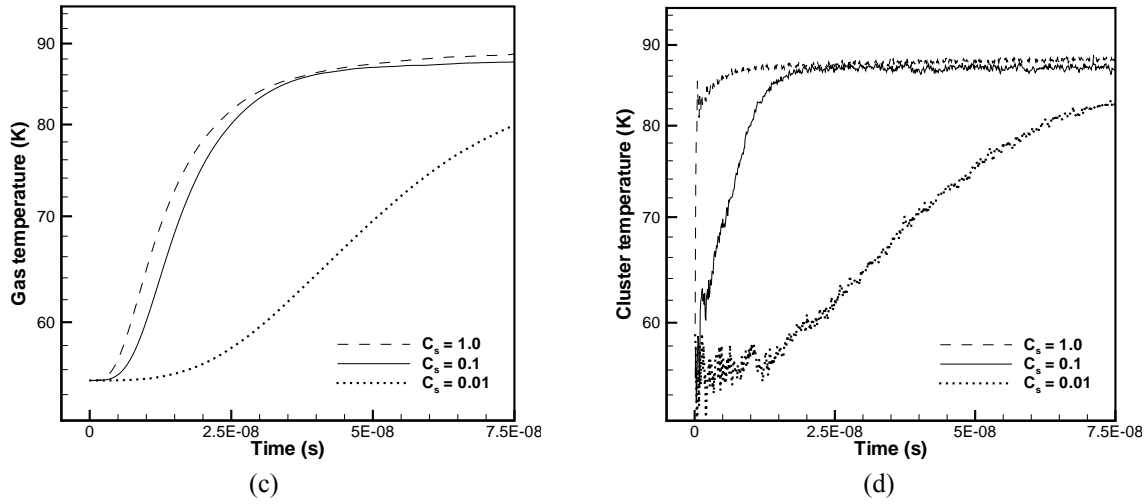 90
80
70
60
Gas temperature (K)
C_s = 1.0
C_s = 0.1
C_s = 0.01
0
2.5E-08
5E-08
7.5E-08
Time (s)
(c)
90
80
70
60
Cluster temperature (K)
C_s = 1.0
C_s = 0.1
C_s = 0.01
0
2.5E-08
5E-08
7.5E-08
Time (s)
(d)